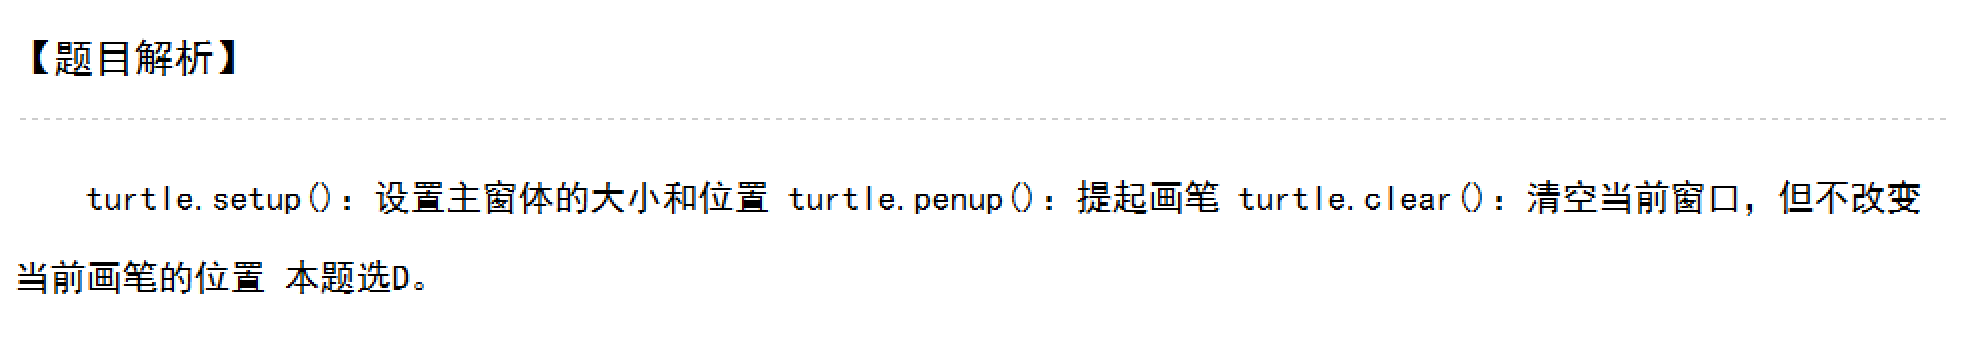 【题目解析】
turtle.setup()：设置主窗体的大小和位置 turtle.penup()：提起画笔 turtle.clear()：清空当前窗口，但不改变
当前画笔的位置 本题选D。